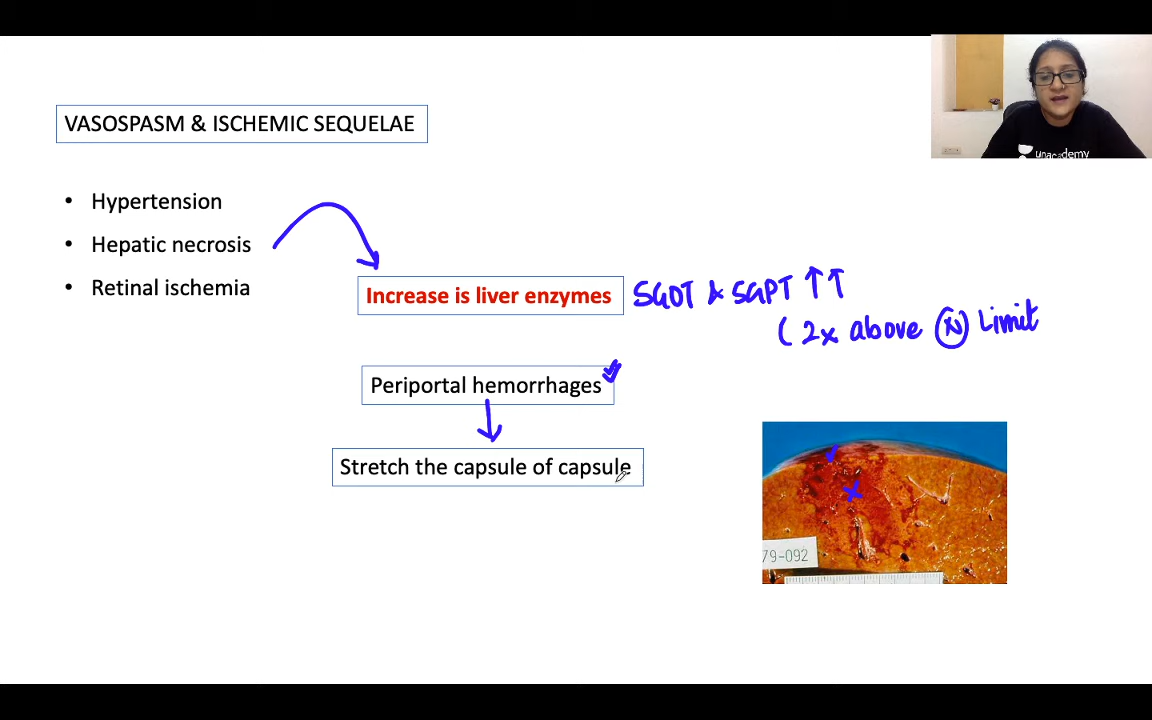 VASOSPASM & ISCHEMIC SEQUELAE
• Hypertension
• Hepatic necrosis
• Retinal ischemia
Increase is liver enzymes
SGOT & SGPT ↑↑
( 2x above N Limit
Periportal hemorrhages
Stretch the capsule of capsule
79-092
unacademy